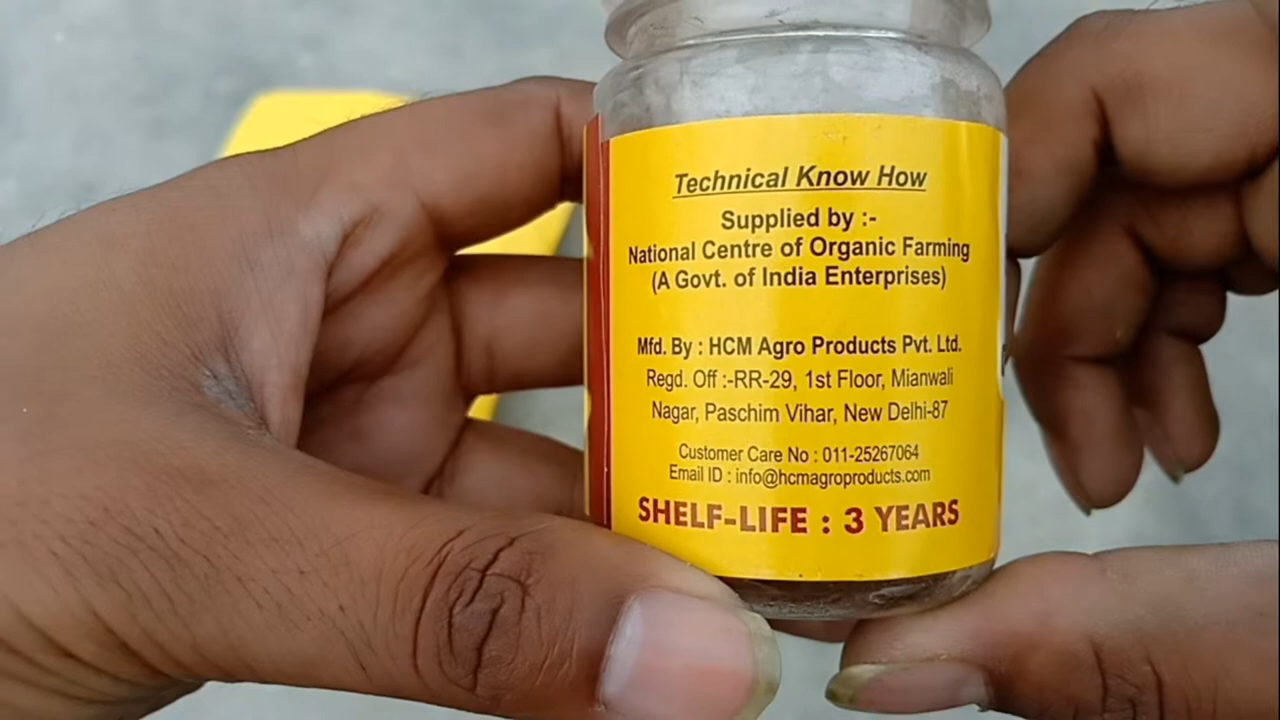 Technical Know How
Supplied by :-
National Centre of Organic Farming
(A Govt. of India Enterprises)
Mfd. By : HCM Agro Products Pvt. Ltd.
Regd. Off :-RR-29, 1st Floor, Mianwali
Nagar, Paschim Vihar, New Delhi-87
Customer Care No : 011-25267064
Email ID : info@hcmagroproducts.com
SHELF-LIFE : 3 YEARS